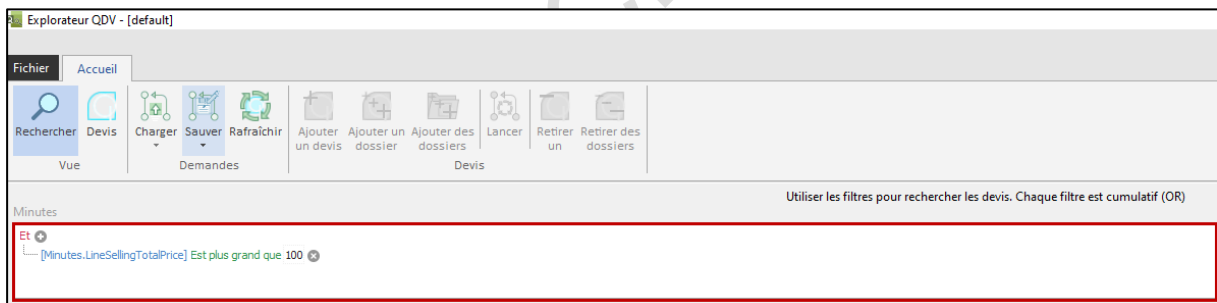 Explorateur QDV - [default]
Fichier Accueil
Rechercher Devis Charger Sauver Rafraîchir Ajouter un devis Ajouter un dossier Ajouter des dossiers Lancer Retirer un Retirer des dossiers
Vue Demandes Devis
Utiliser les filtres pour rechercher les devis. Chaque filtre est cumulatif (OR)
Minutes
Et
[Minutes.LineSellingTotalPrice] Est plus grand que 100